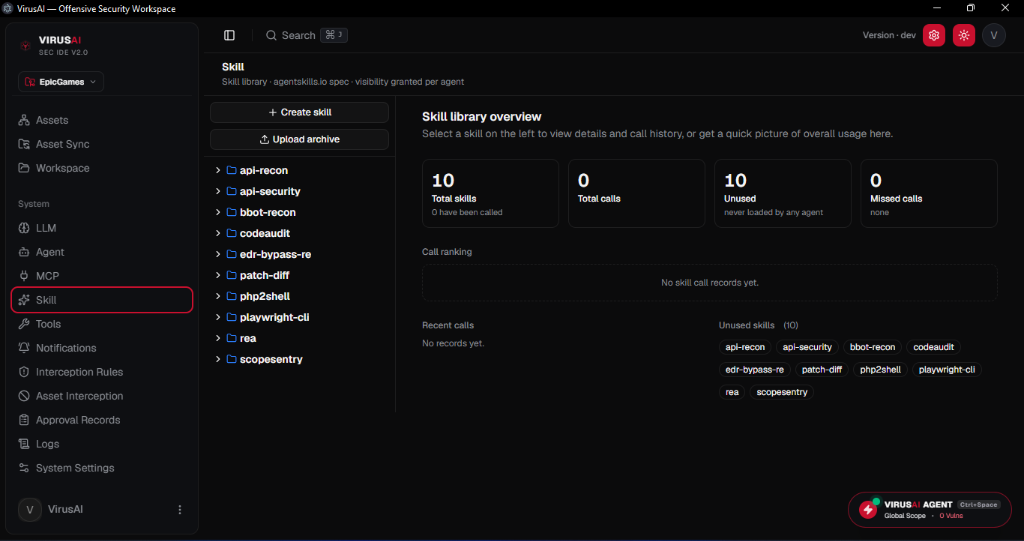 VirusAI — Offensive Security Workspace
VIRUSAI
SEC IDE V2.0
EpicGames
Assets
Asset Sync
Workspace
System
LLM
Agent
MCP
Skill
Tools
Notifications
Interception Rules
Asset Interception
Approval Records
Logs
System Settings
V VirusAI
Search ⌘ J
Version · dev
V
Skill
Skill library · agentskills.io spec · visibility granted per agent
+ Create skill
Upload archive
api-recon
api-security
bbot-recon
codeaudit
edr-bypass-re
patch-diff
php2shell
playwright-cli
rea
scopesentry
Skill library overview
Select a skill on the left to view details and call history, or get a quick picture of overall usage here.
10
Total skills
0 have been called
0
Total calls
10
Unused
never loaded by any agent
0
Missed calls
none
Call ranking
No skill call records yet.
Recent calls
No records yet.
Unused skills (10)
api-recon api-security bbot-recon codeaudit
edr-bypass-re patch-diff php2shell playwright-cli
rea scopesentry
VIRUSAI AGENT Ctrl+Space
Global Scope • 0 Vulns